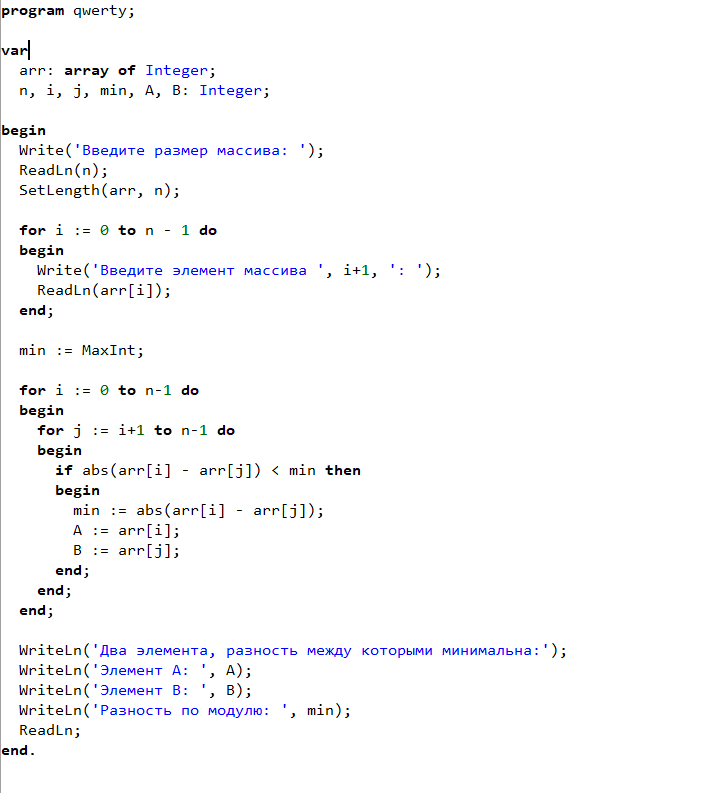 program qwerty;
var
arr: array of Integer;
n, i, j, min, A, B: Integer;
begin
Write('Введите размер массива: ');
ReadLn(n);
SetLength(arr, n);
for i := 0 to n - 1 do
begin
Write('Введите элемент массива ', i+1, ': ');
ReadLn(arr[i]);
end;
min := MaxInt;
for i := 0 to n-1 do
begin
for j := i+1 to n-1 do
begin
if abs(arr[i] - arr[j]) < min then
begin
min := abs(arr[i] - arr[j]);
A := arr[i];
B := arr[j];
end;
end;
end;
WriteLn('Два элемента, разность между которыми минимальна:');
WriteLn('Элемент A: ', A);
WriteLn('Элемент B: ', B);
WriteLn('Разность по модулю: ', min);
ReadLn;
end.